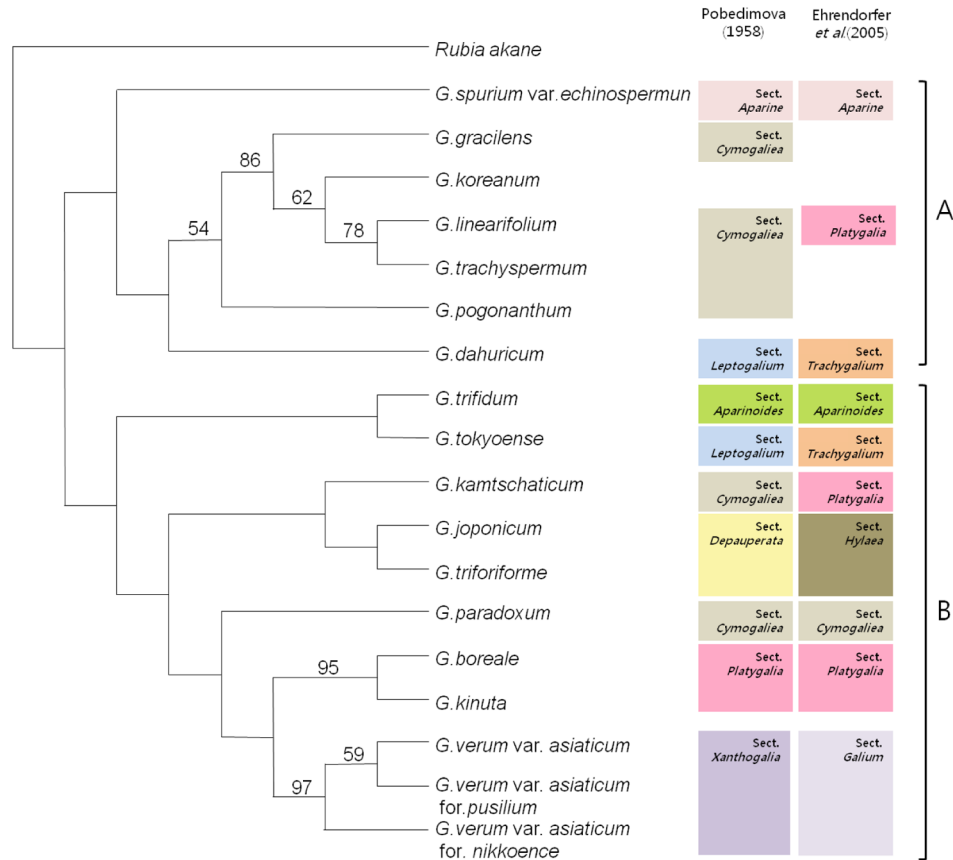 Pobedimova
(1958)
Ehrendorfer
et al.(2005)
Rubia akane
G.spurium var.echinospermun
Sect.
Aparine
Sect.
Aparine
G.gracilens
Sect.
Cymogaliea
86
G.koreanum
62
G.linearifolium
Sect.
Cymogaliea
Sect.
Platygalia
A
54
78
G.trachyspermum
G.pogonanthum
G.dahuricum
Sect.
Leptogalium
Sect.
Trachygalium
G.trifidum
Sect.
Aparinoides
Sect.
Aparinoides
G.tokyoense
Sect.
Leptogalium
Sect.
Trachygalium
G.kamtschaticum
Sect.
Cymogaliea
Sect.
Platygalia
G.joponicum
Sect.
Depauperata
Sect.
Hylaea
G.triforiforme
G.paradoxum
Sect.
Cymogaliea
Sect.
Cymogaliea
B
G.boreale
Sect.
Platygalia
Sect.
Platygalia
95
G.kinuta
G.verum var. asiaticum
Sect.
Xanthogalia
Sect.
Galium
59
97
G.verum var. asiaticum
for.pusilium
G.verum var. asiaticum
for. nikkoence